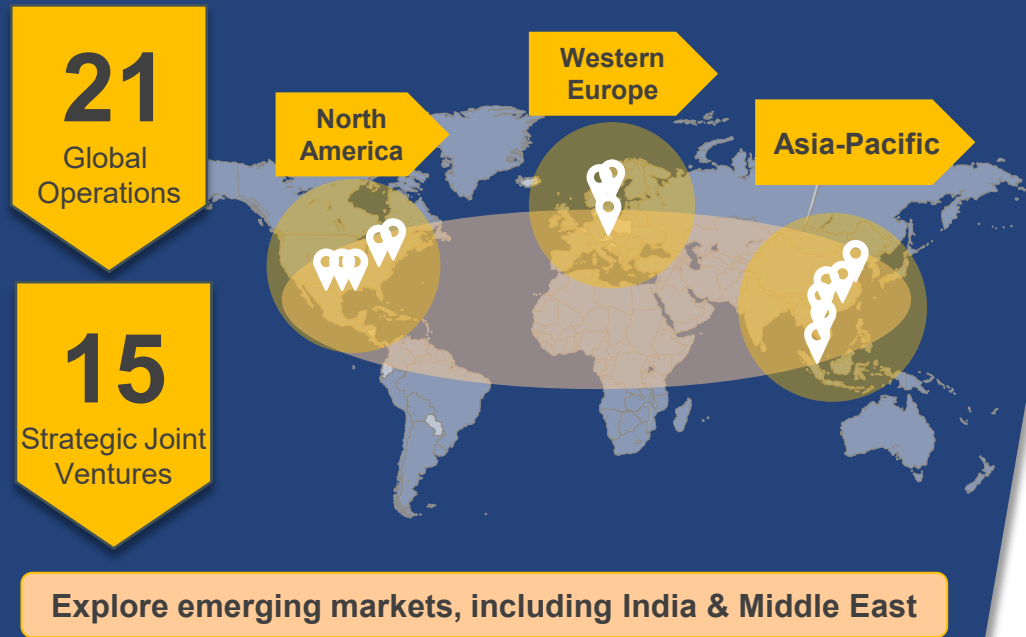 21
Global
Operations
15
Strategic Joint
Ventures
North
America
Western
Europe
Asia-Pacific
Explore emerging markets, including India & Middle East